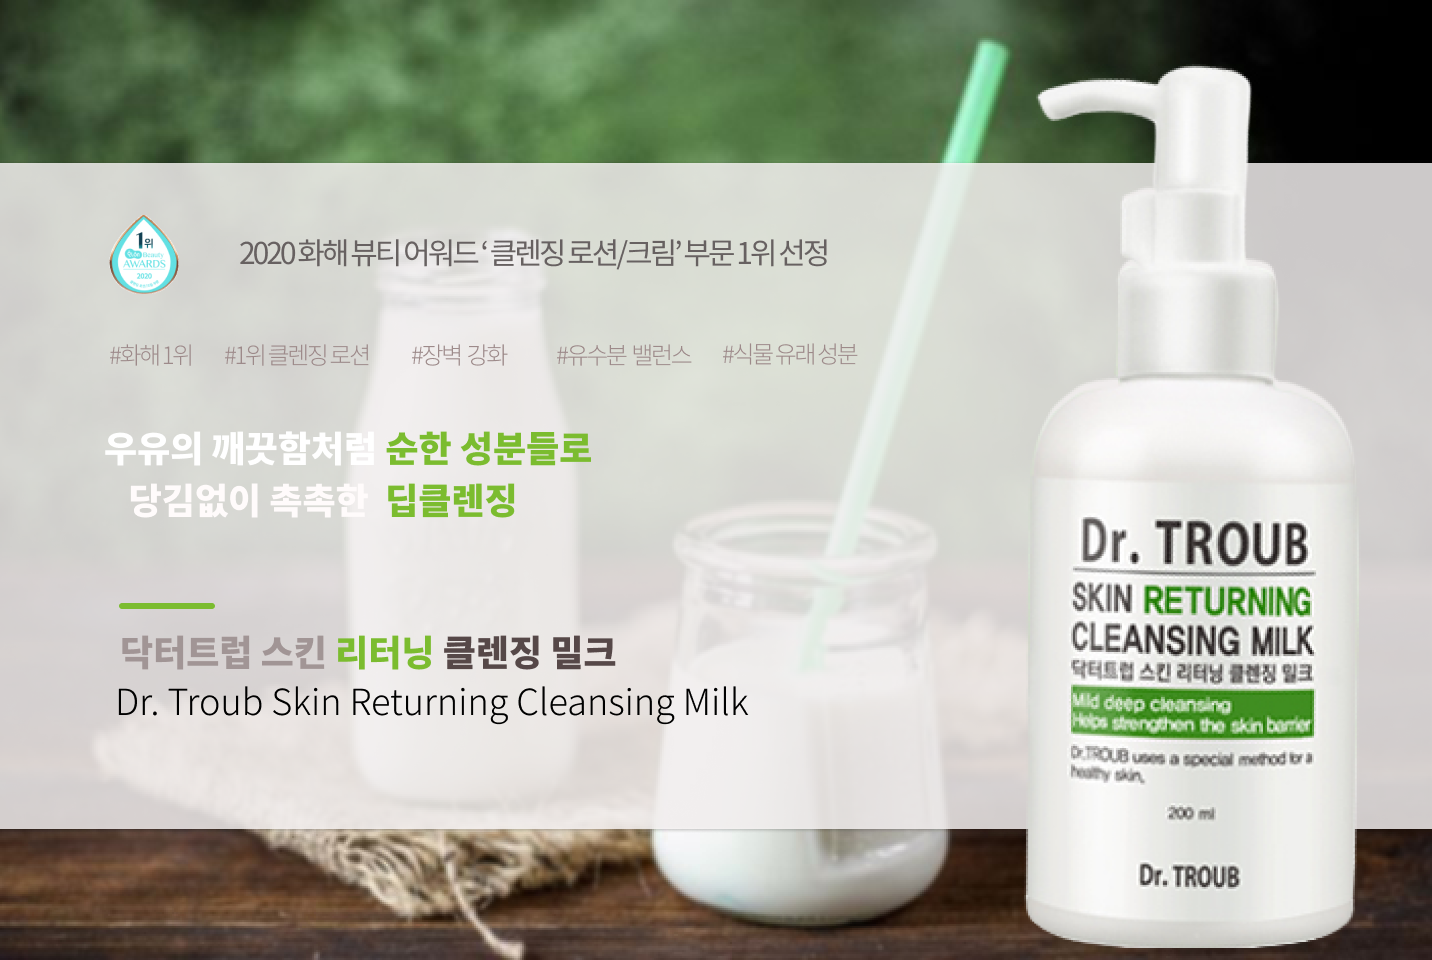 1위
Beauty
AWARDS
2020
2020 화해 뷰티 어워드 ‘ 클렌징 로션/크림’ 부문 1위 선정
#화해 1위 #1위 클렌징 로션 #장벽 강화 #유수분 밸런스 #식물 유래 성분
우유의 깨끗함처럼 순한 성분들로
당김없이 촉촉한 딥클렌징
닥터트럽 스킨 리터닝 클렌징 밀크
Dr. Troub Skin Returning Cleansing Milk
Dr. TROUB
SKIN RETURNING
CLEANSING MILK
닥터트럽 스킨 리터닝 클렌징 밀크
Mild deep cleansing
Helps strengthen the skin barrier
Dr.TROUB uses a special method for a
healthy skin.
200 ml
Dr. TROUB